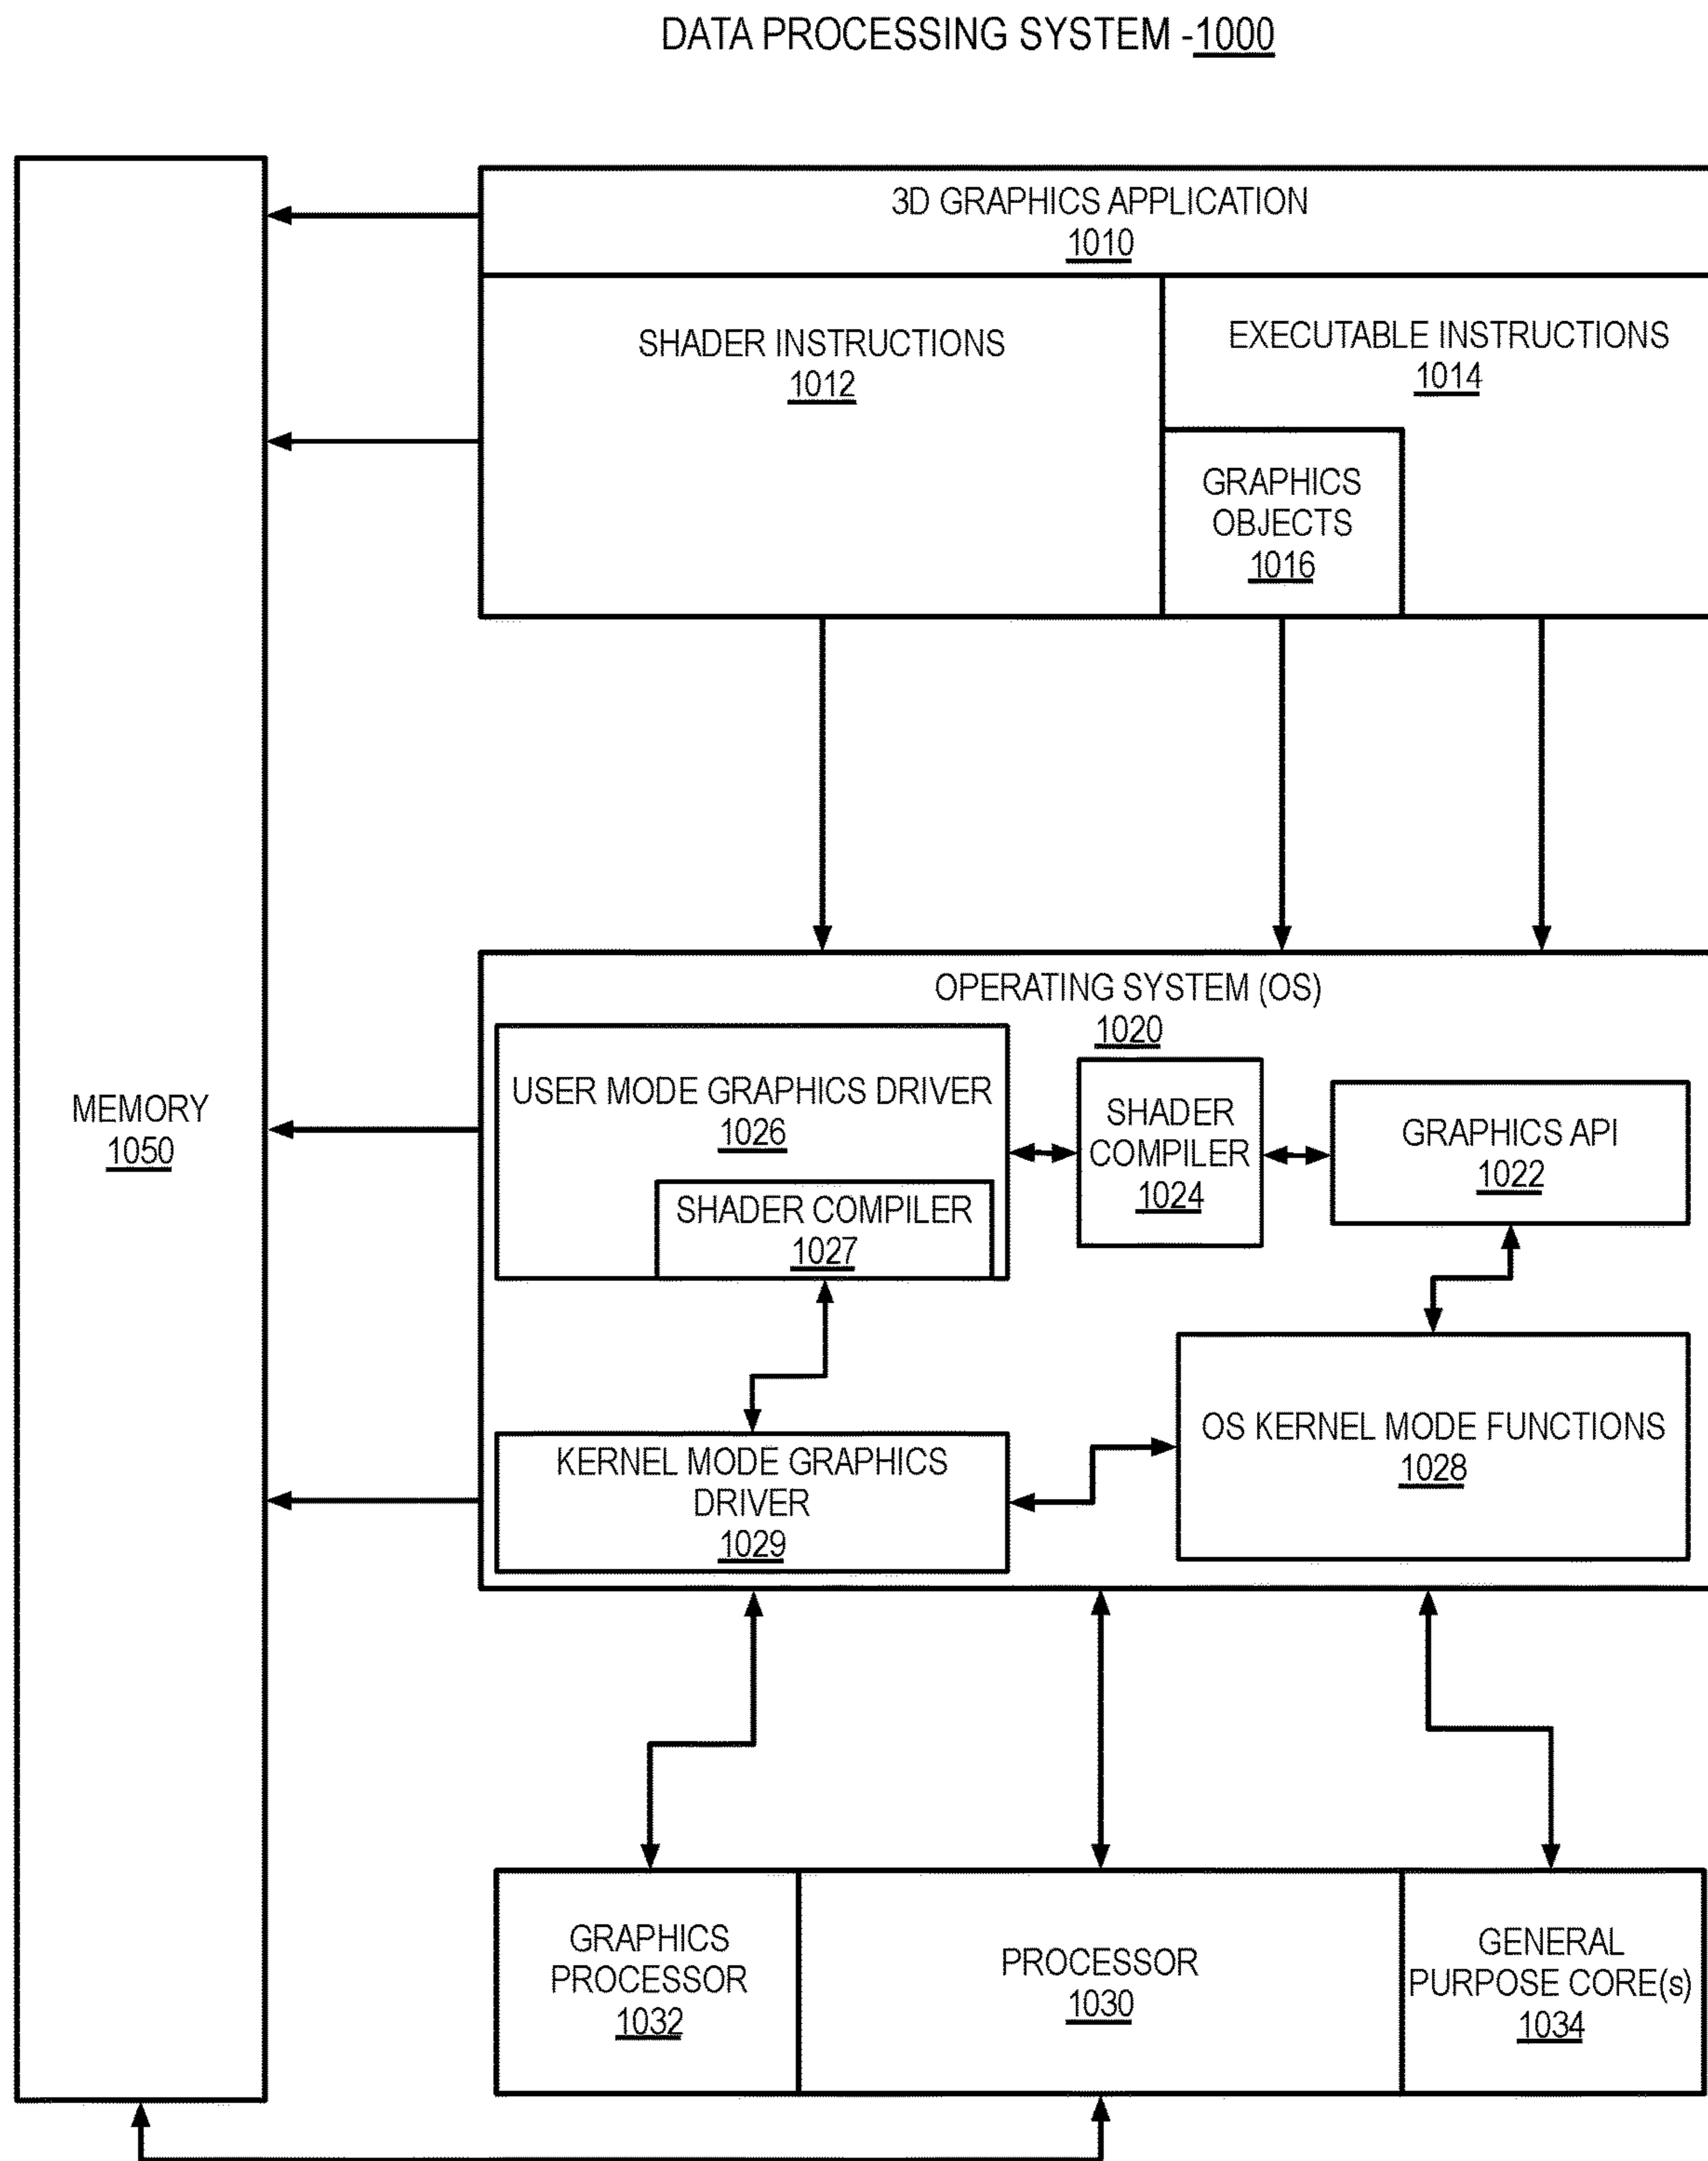 DATA PROCESSING SYSTEM -1000
3D GRAPHICS APPLICATION
1010
SHADER INSTRUCTIONS
1012
EXECUTABLE INSTRUCTIONS
1014
GRAPHICS
OBJECTS
1016
MEMORY
1050
OPERATING SYSTEM (OS)
1020
USER MODE GRAPHICS DRIVER
1026
SHADER COMPILER
1027
SHADER
COMPILER
1024
GRAPHICS API
1022
KERNEL MODE GRAPHICS
DRIVER
1029
OS KERNEL MODE FUNCTIONS
1028
GRAPHICS
PROCESSOR
1032
PROCESSOR
1030
GENERAL
PURPOSE CORE(s)
1034